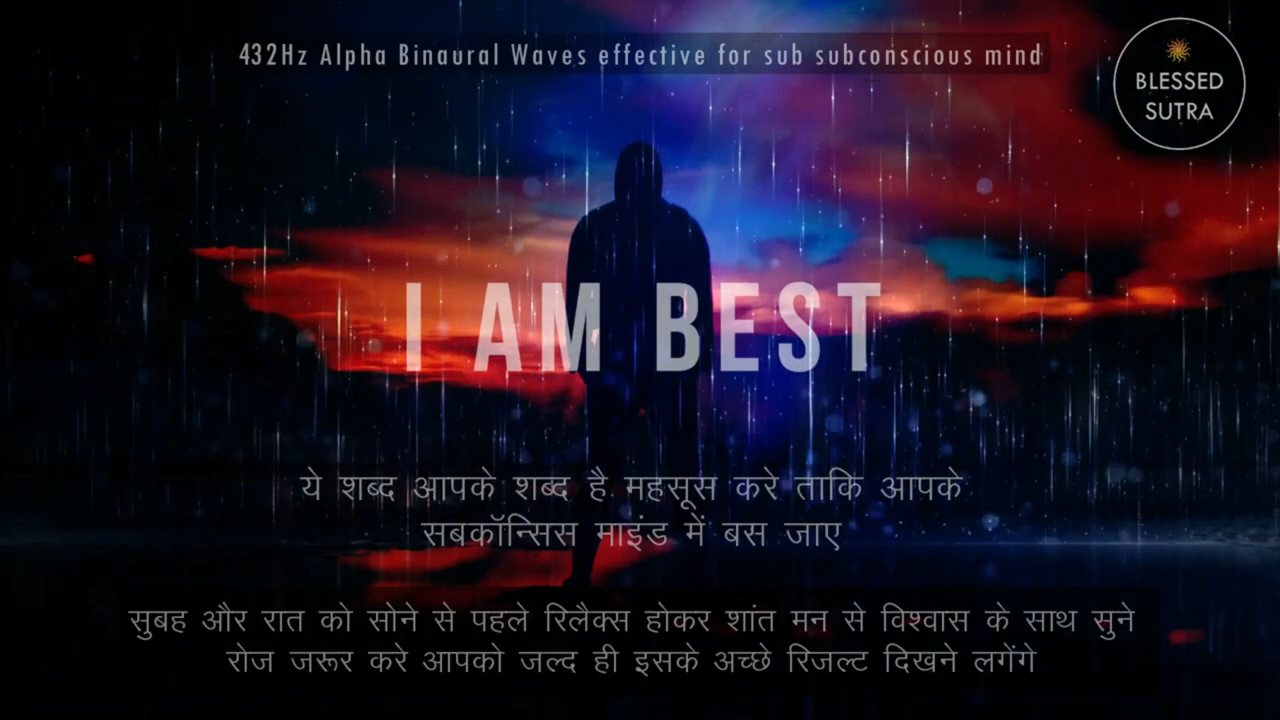 432Hz Alpha Binaural Waves effective for sub subconscious mind
BLESSED
SUTRA
I AM BEST
ये शब्द आपके शब्द है महसूस करे ताकि आपके
सबकॉन्सिस माइंड में बस जाए
सुबह और रात को सोने से पहले रिलैक्स होकर शांत मन से विश्वास के साथ सुने
रोज जरूर करे आपको जल्द ही इसके अच्छे रिजल्ट दिखने लगेंगे